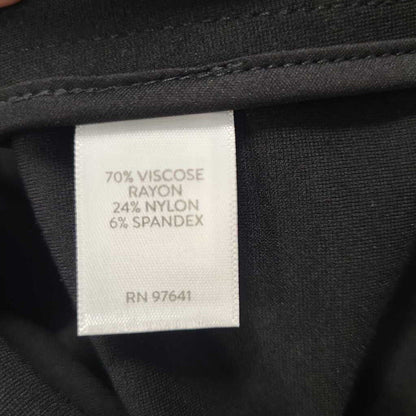 70% VISCOSE
RAYON
24% NYLON
6% SPANDEX
RN 97641